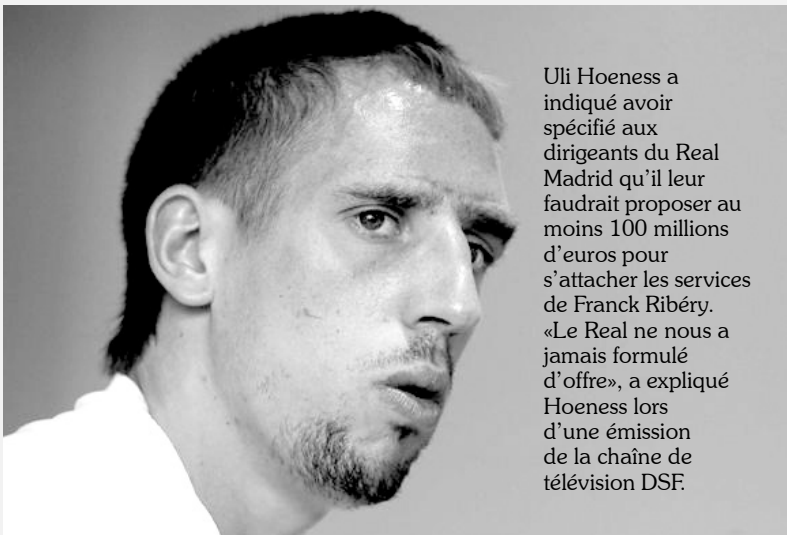 Uli Hoeness a
indiqué avoir
spécifié aux
dirigeants du Real
Madrid qu’il leur
faudrait proposer au
moins 100 millions
d’euros pour
s’attacher les services
de Franck Ribéry.
«Le Real ne nous a
jamais formulé
d’offre», a expliqué
Hoeness lors
d’une émission
de la chaîne de
télévision DSF.